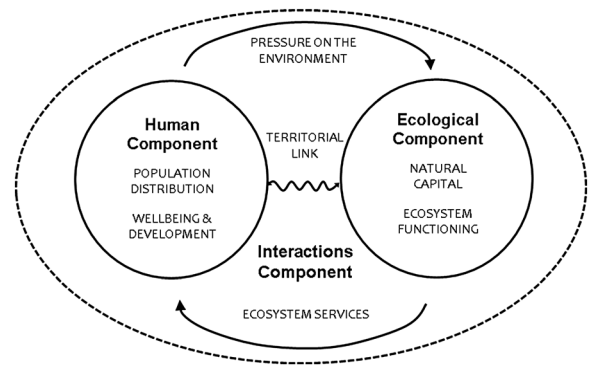 PRESSURE ON THE
ENVIRONMENT
Human
Component
POPULATION
DISTRIBUTION
WELLBEING &
DEVELOPMENT
TERRITORIAL
LINK
Ecological
Component
NATURAL
CAPITAL
ECOSYSTEM
FUNCTIONING
Interactions
Component
ECOSYSTEM SERVICES